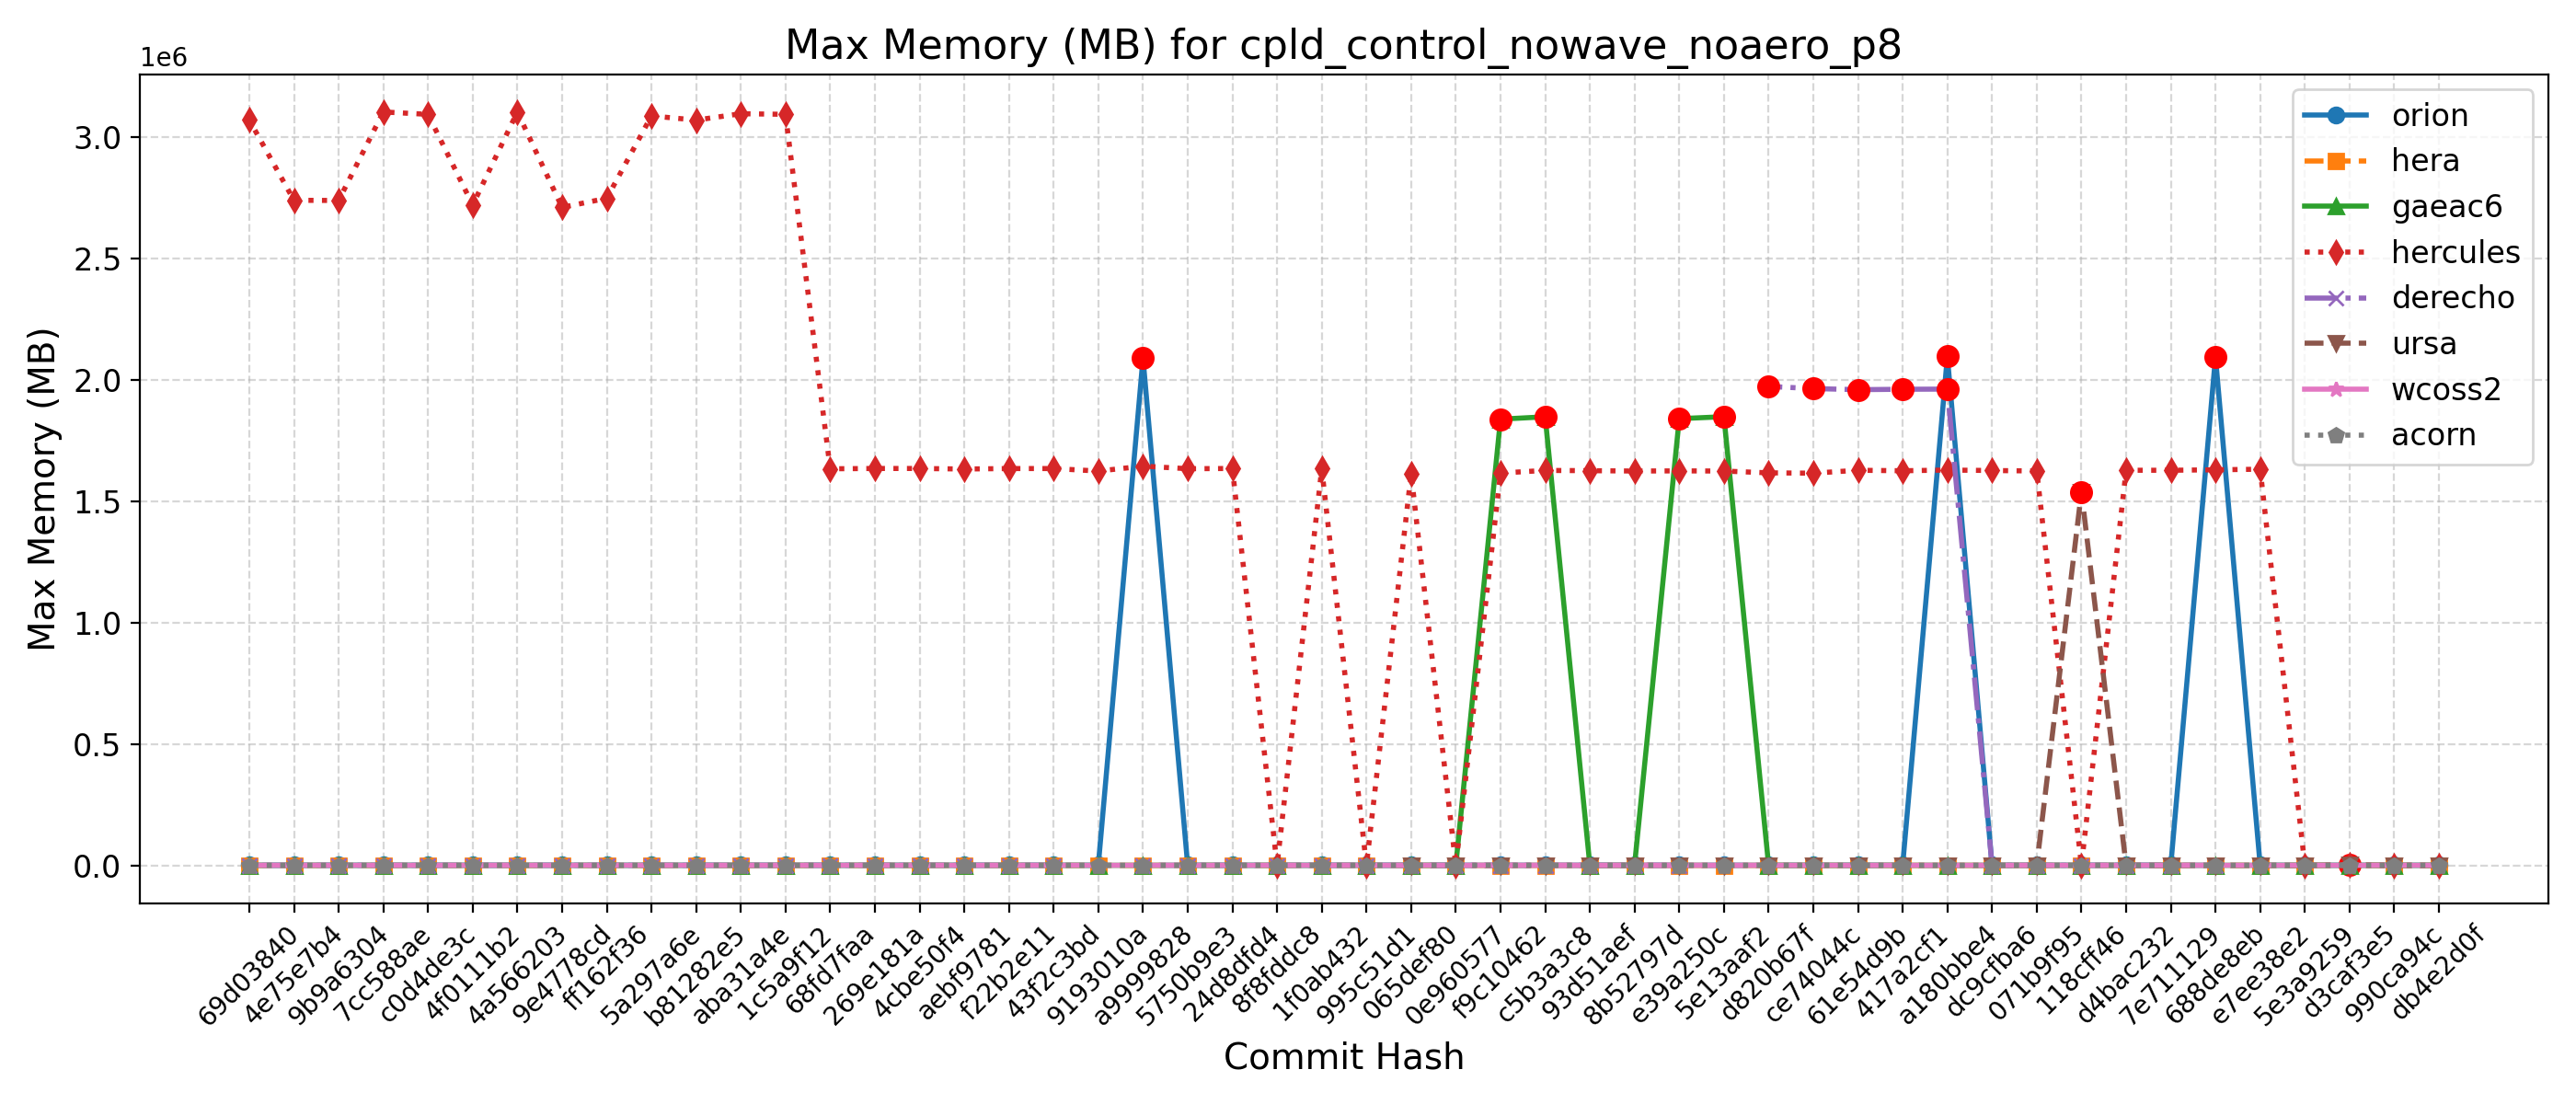 Max Memory (MB) for cpld_control_nowave_noaero_p8
1e6
3.0
2.5
2.0
1.5
1.0
0.5
0.0
Max Memory (MB)
orion
hera
gaeac6
hercules
derecho
ursa
wcoss2
acorn
69d03840
4e75e7b4
9b9a6304
7cc588ae
c0d4de3c
4f0111b2
4a566203
9e4778cd
ff162f36
5a297a6e
b81282e5
aba31a4e
1c5a9f12
68fd7faa
269e181a
4cbe50f4
aebf9781
f22b2e11
43f2c3bd
9193010a
a9999828
5750b9e3
24d8dfd4
8f8fddc8
1f0ab432
995c51d1
065def80
0e960577
f9c10462
c5b3a3c8
93d51aef
8b52797d
e39a250c
5e13aaf2
d820b67f
ce74044c
61e54d9b
417a2cf1
a180bbe4
dc9cfba6
071b9f95
118cff46
d4bac232
7e711129
688de8eb
e7ee38e2
5e3a9259
d3caf3e5
990ca94c
db4e2d0f
Commit Hash